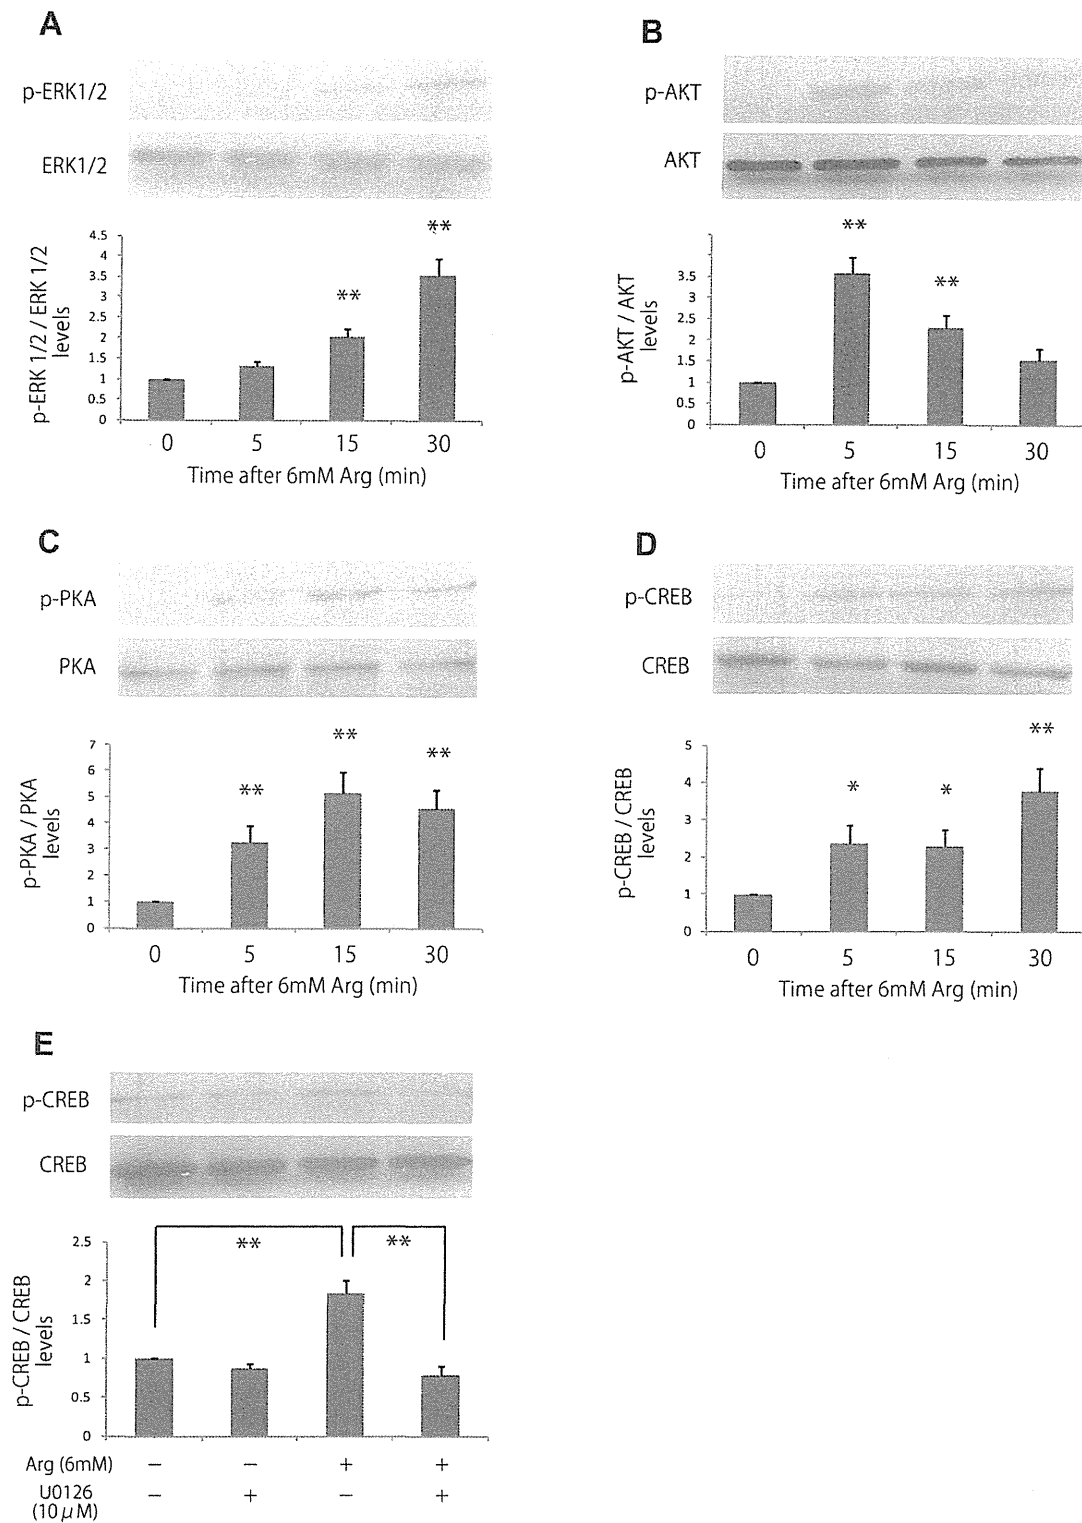 A
p-ERK1/2
ERK1/2
**
**
4.5
4
3.5
3
2.5
2
1.5
1
0.5
0
p-ERK 1/2 / ERK 1/2
levels
0 5 15 30
Time after 6mM Arg (min)
B
p-AKT
AKT
**
**
3.5
3
2.5
2
1.5
1
0.5
0
p-AKT / AKT
levels
0 5 15 30
Time after 6mM Arg (min)
C
p-PKA
PKA
**
**
**
7
6
5
4
3
2
1
0
p-PKA / PKA
levels
0 5 15 30
Time after 6mM Arg (min)
D
p-CREB
CREB
**
*
*
5
3
2
1
0
p-CREB / CREB
levels
0 5 15 30
Time after 6mM Arg (min)
E
p-CREB
CREB
** **
2.5
2
1.5
1
0.5
0
p-CREB / CREB
levels
Arg (6mM) − − + +
U0126 − + − +
(10 μM)